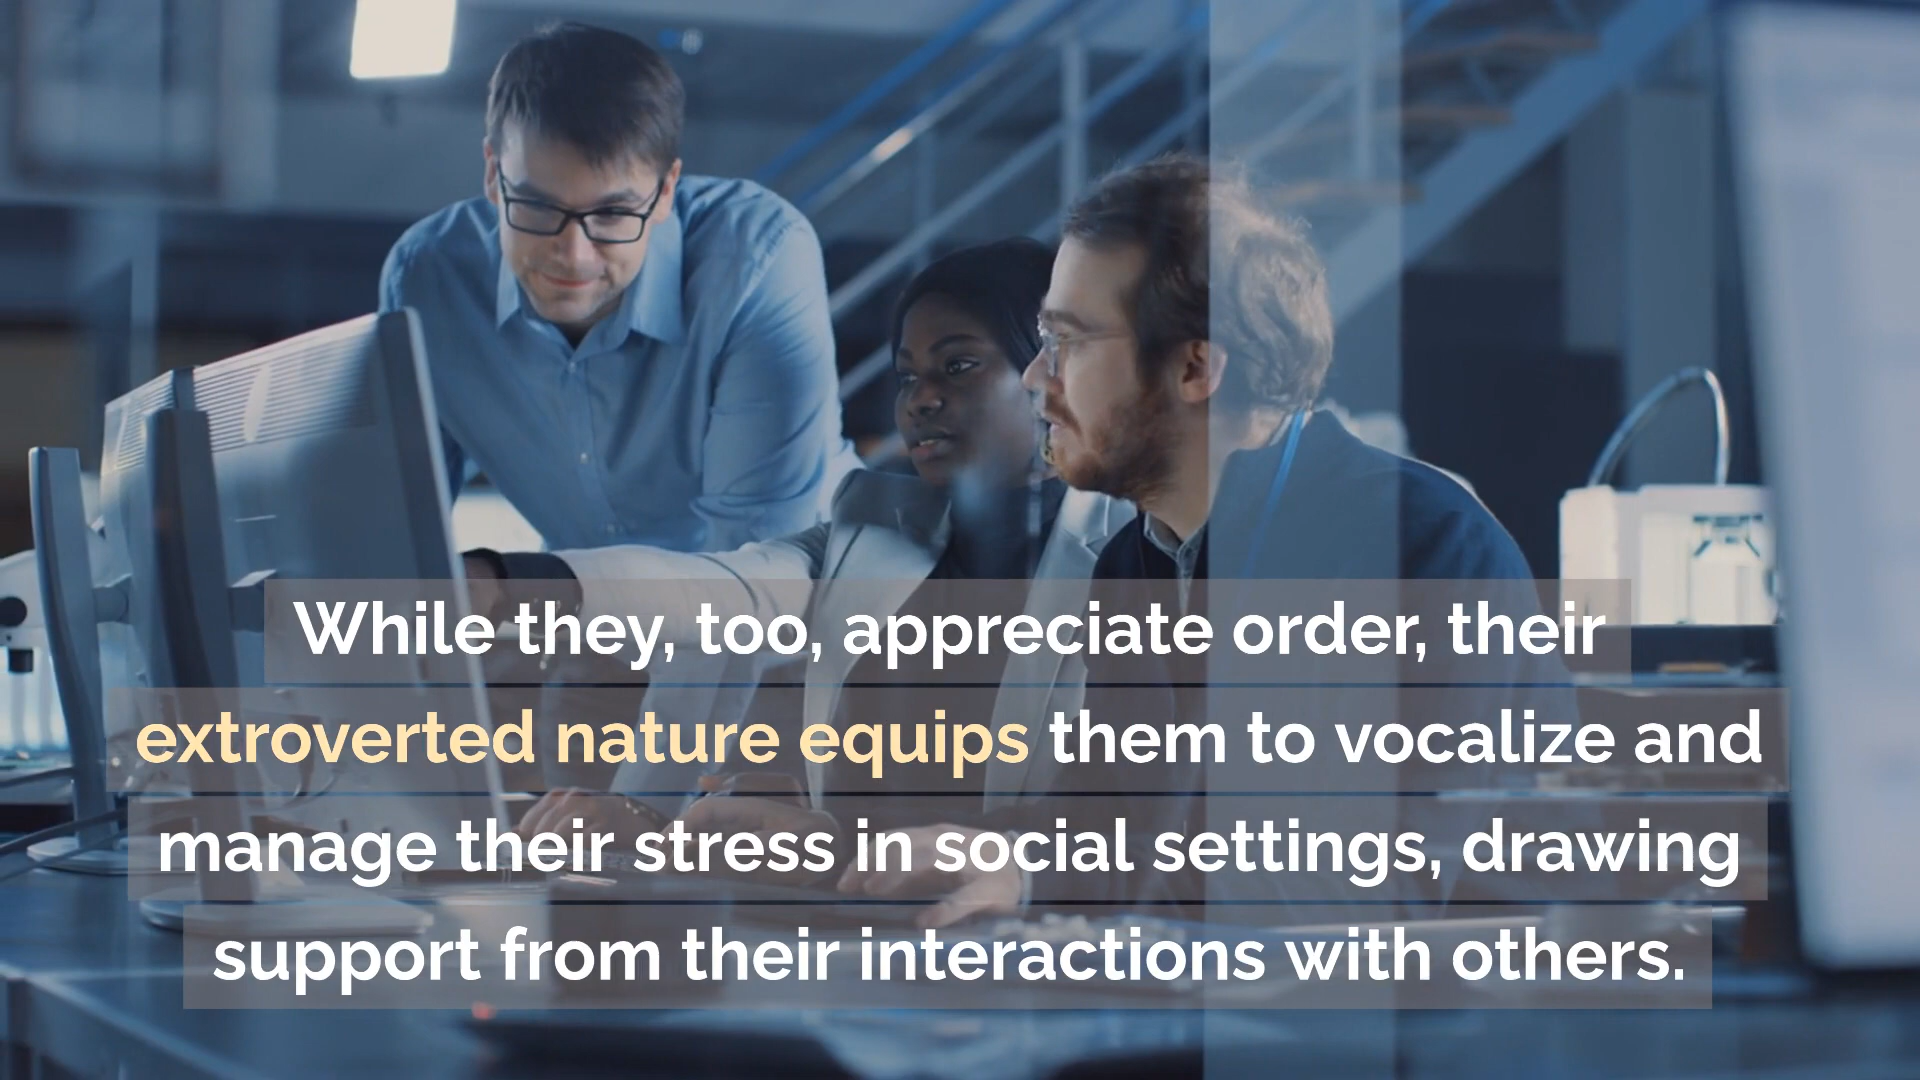 While they, too, appreciate order, their
extroverted nature equips them to vocalize and
manage their stress in social settings, drawing
support from their interactions with others.